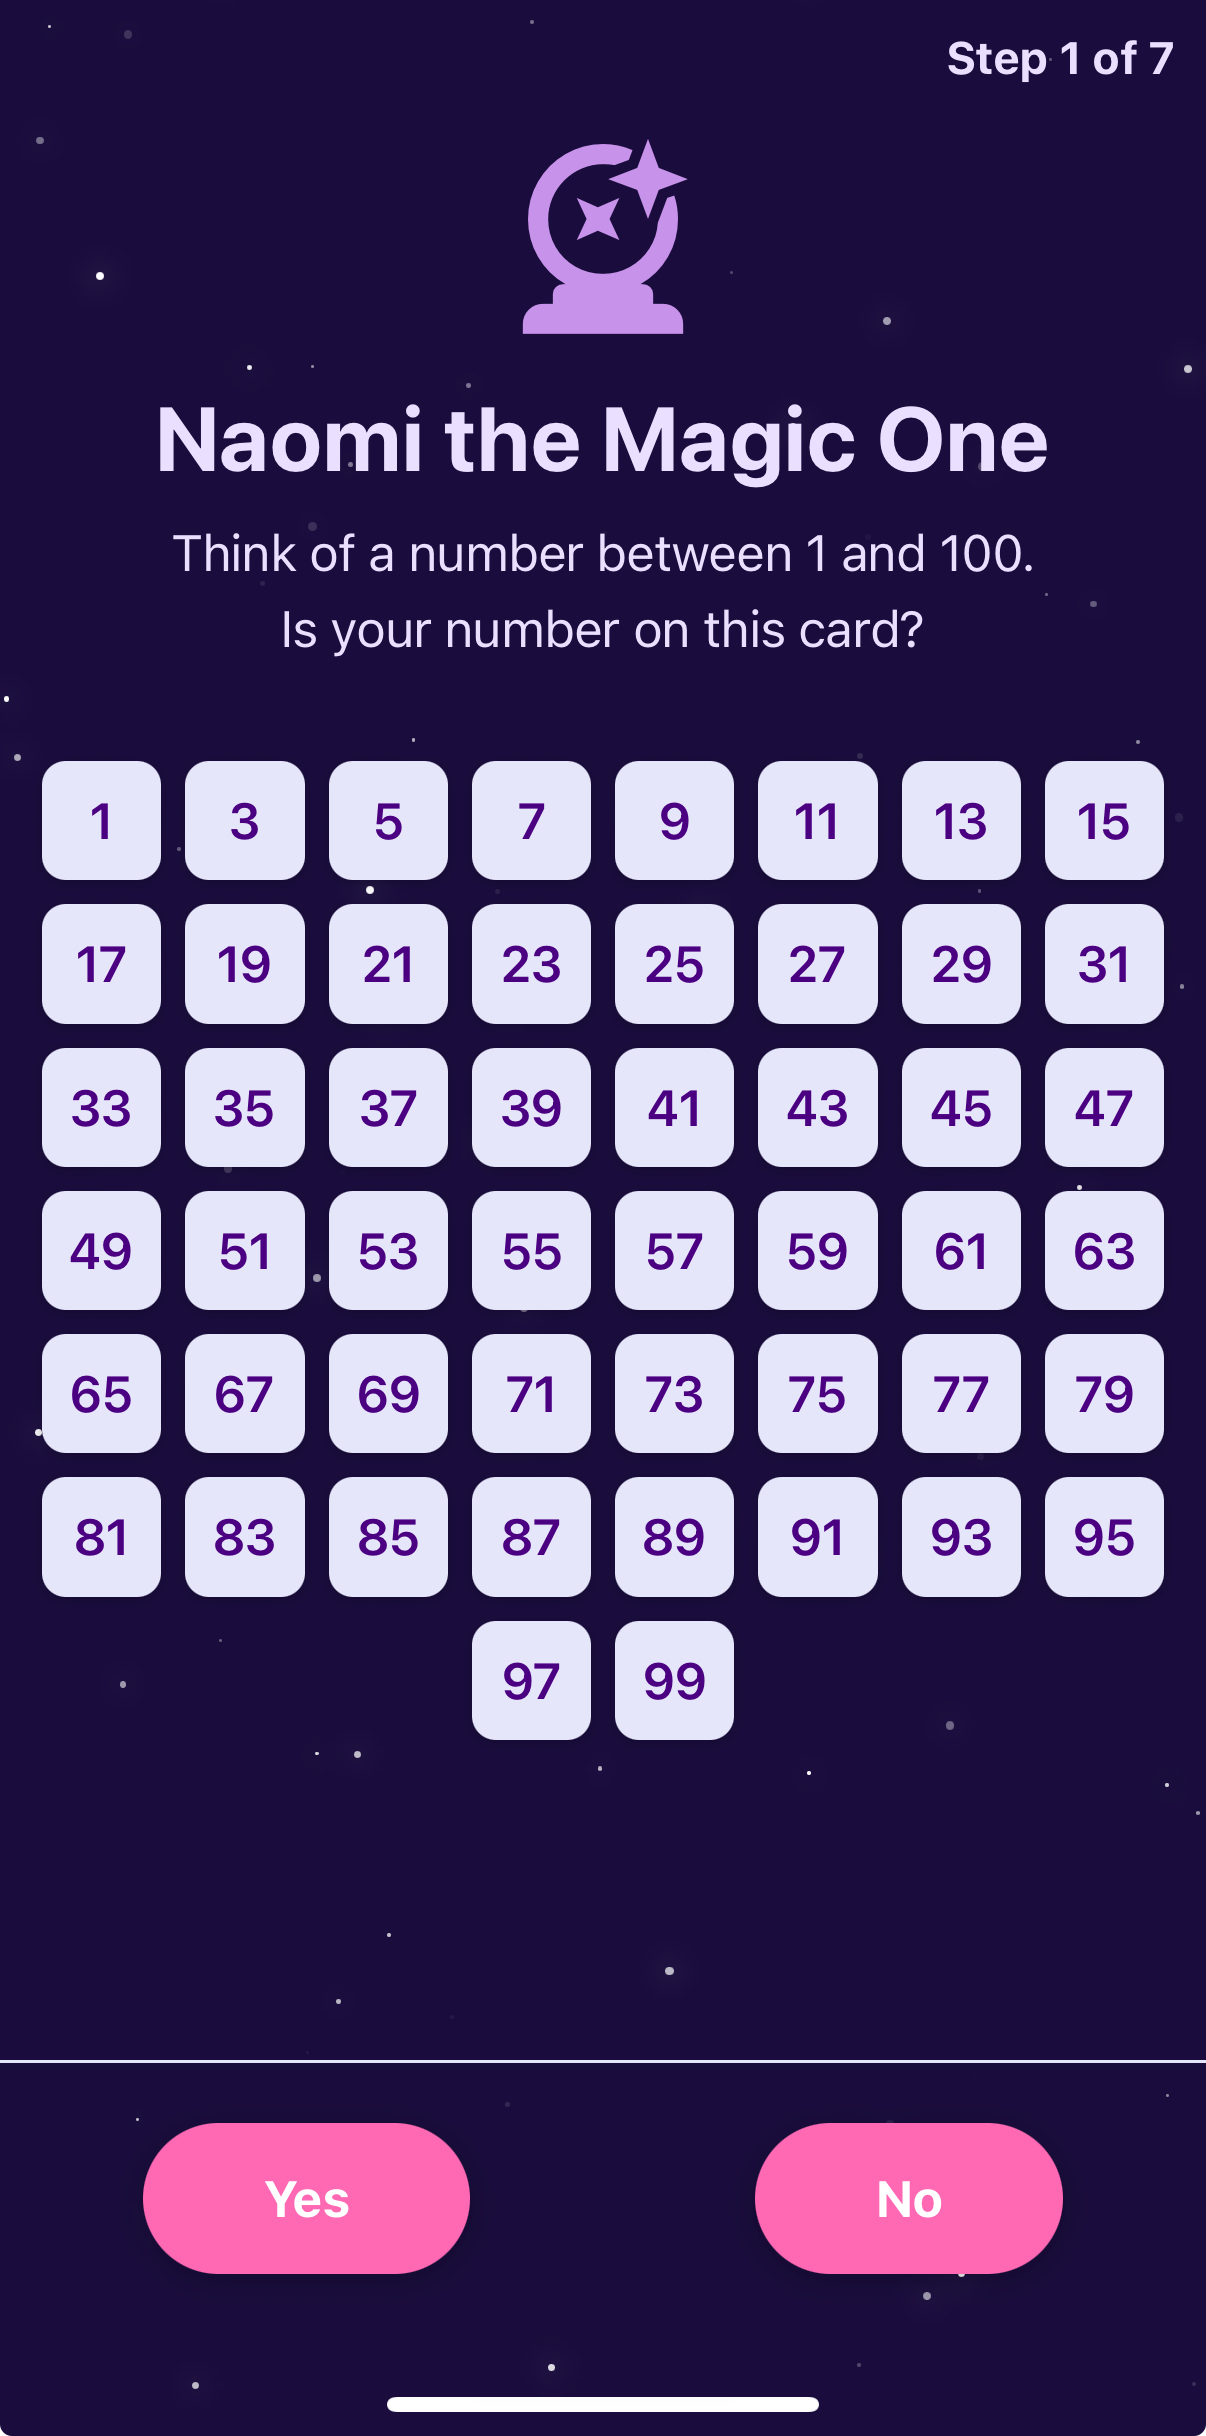 Step 1 of 7
Naomi the Magic One
Think of a number between 1 and 100.
Is your number on this card?
1 3 5 7 9 11 13 15
17 19 21 23 25 27 29 31
33 35 37 39 41 43 45 47
49 51 53 55 57 59 61 63
65 67 69 71 73 75 77 79
81 83 85 87 89 91 93 95
97 99
Yes No